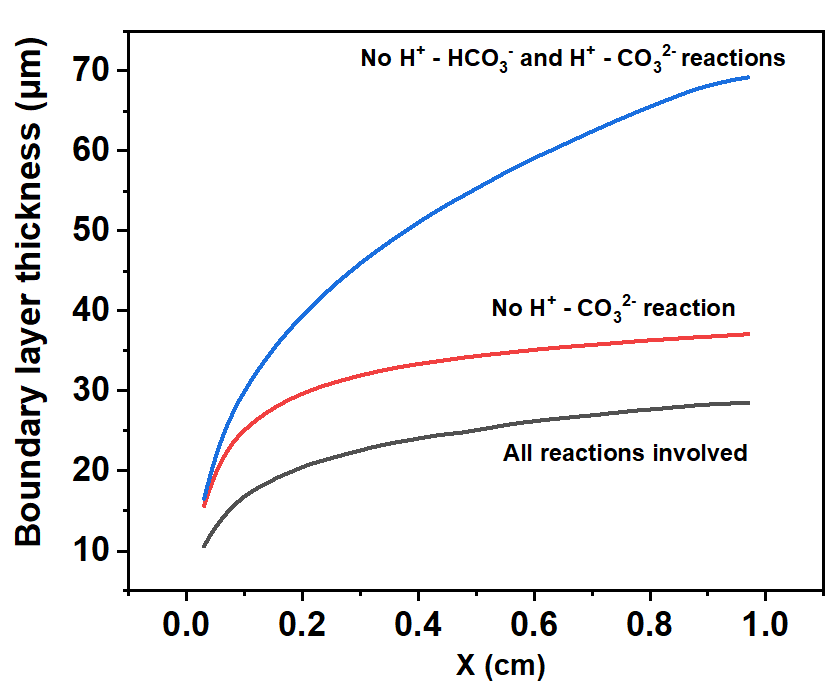 No H⁺ - HCO₃⁻ and H⁺ - CO₃²⁻ reactions
No H⁺ - CO₃²⁻ reaction
All reactions involved
Boundary layer thickness (μm)
70
60
50
40
30
20
10
0.0 0.2 0.4 0.6 0.8 1.0
X (cm)